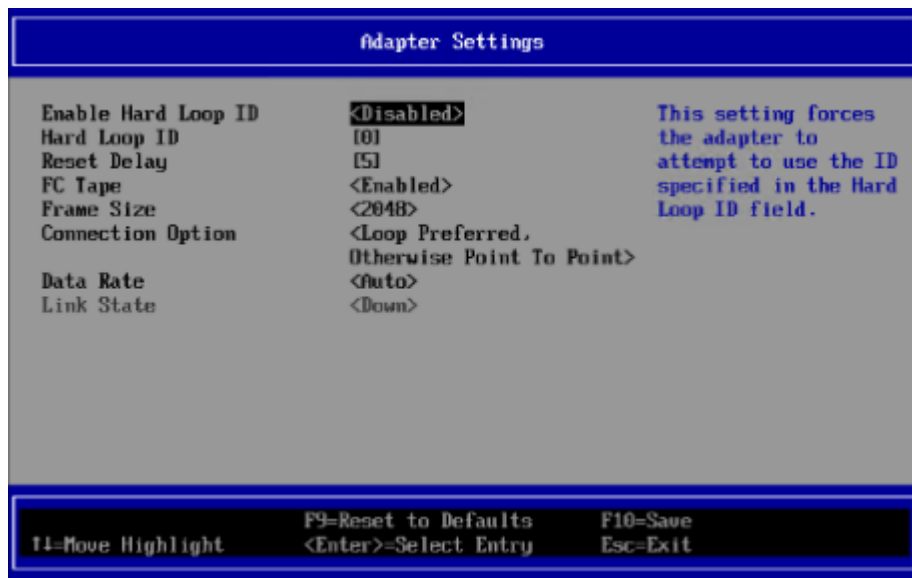 Adapter Settings
Enable Hard Loop ID <Disabled>
Hard Loop ID [0]
Reset Delay [5]
FC Tape <Enabled>
Frame Size <2048>
Connection Option <Loop Preferred,
Otherwise Point To Point>
Data Rate <Auto>
Link State <Down>
This setting forces
the adapter to
attempt to use the ID
specified in the Hard
Loop ID field.
F9=Reset to Defaults F10=Save
↑↓=Move Highlight <Enter>=Select Entry Esc=Exit